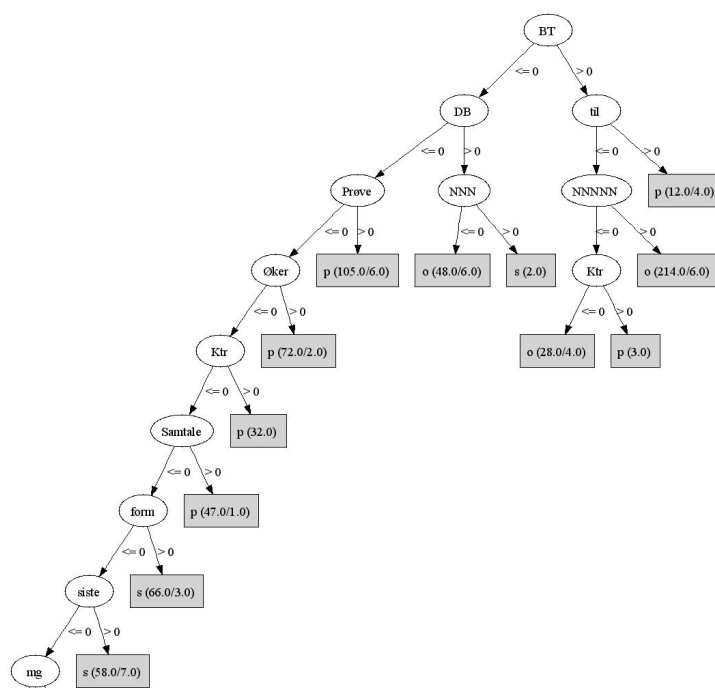 BT
<= 0 > 0
DB til
<= 0 > 0 <= 0 > 0
Prøve NNN NNNNN p (12.0/4.0)
<= 0 > 0 <= 0 > 0 <= 0 > 0
Øker p (105.0/6.0) o (48.0/6.0) s (2.0) Ktr o (214.0/6.0)
<= 0 > 0 <= 0 > 0
Ktr p (72.0/2.0) o (28.0/4.0) p (3.0)
<= 0 > 0
Samtale p (32.0)
<= 0 > 0
form p (47.0/1.0)
<= 0 > 0
siste s (66.0/3.0)
<= 0 > 0
mg s (58.0/7.0)